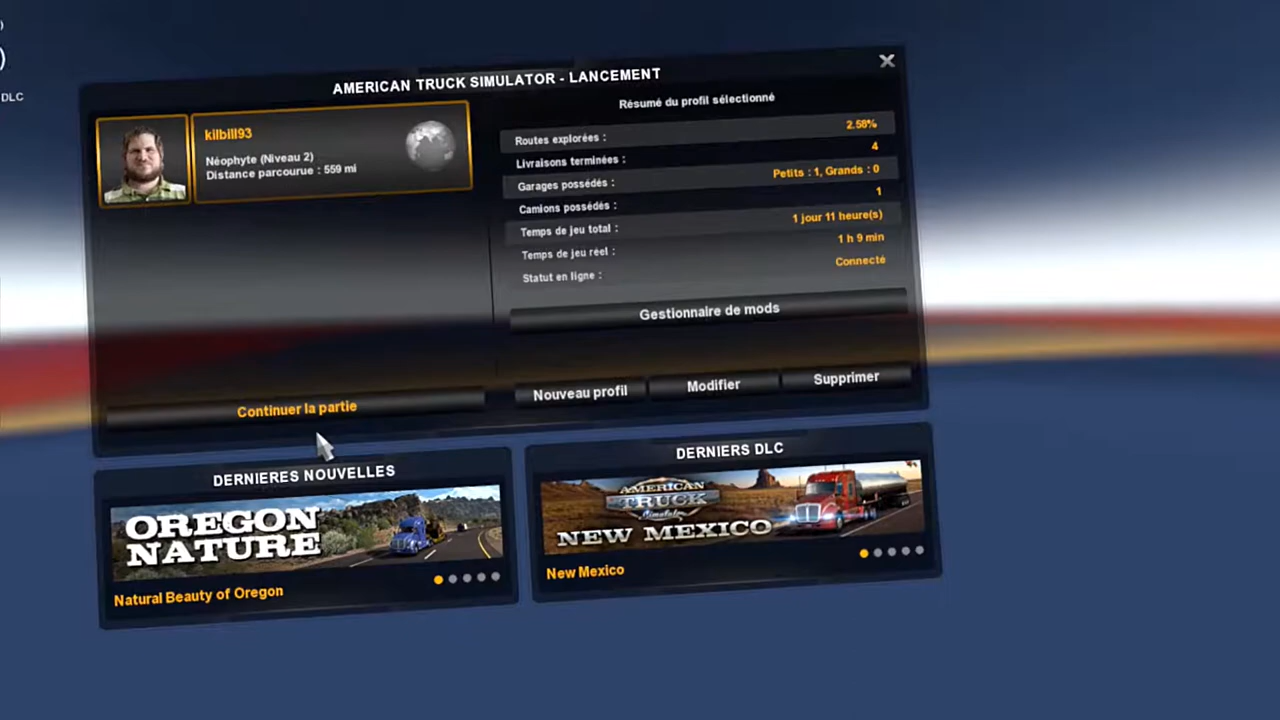 )
)
DLC
AMERICAN TRUCK SIMULATOR - LANCEMENT
kilbill93
Néophyte (Niveau 2)
Distance parcourue : 559 mi
Résumé du profil sélectionné
Routes explorées : 2.58%
Livraisons terminées : 4
Garages possédés : Petits : 1, Grands : 0
Camions possédés : 1
Temps de jeu total : 1 jour 11 heure(s)
Temps de jeu réel : 1 h 9 min
Statut en ligne : Connecté
Gestionnaire de mods
Nouveau profil Modifier Supprimer
Continuer la partie
DERNIERES NOUVELLES
OREGON
NATURE
Natural Beauty of Oregon
DERNIERS DLC
AMERICAN
TRUCK
Simulator
NEW MEXICO
New Mexico